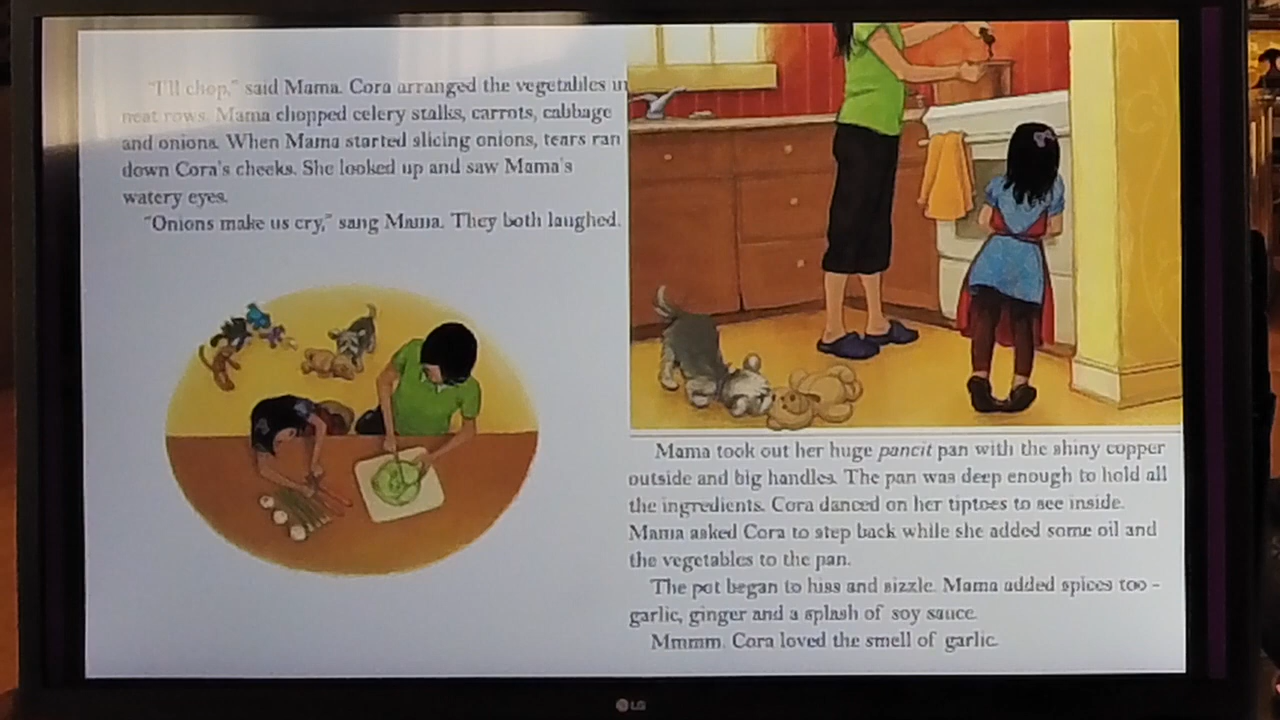 "I'll chop," said Mama. Cora arranged the vegetables in
neat rows. Mama chopped celery stalks, carrots, cabbage
and onions. When Mama started slicing onions, tears ran
down Cora's cheeks. She looked up and saw Mama's
watery eyes.
"Onions make us cry," sang Mama. They both laughed.
Mama took out her huge pancit pan with the shiny copper
outside and big handles. The pan was deep enough to hold all
the ingredients. Cora danced on her tiptoes to see inside.
Mama asked Cora to step back while she added some oil and
the vegetables to the pan.
The pot began to hiss and sizzle. Mama added spices too -
garlic, ginger and a splash of soy sauce.
Mmmm. Cora loved the smell of garlic.
LG